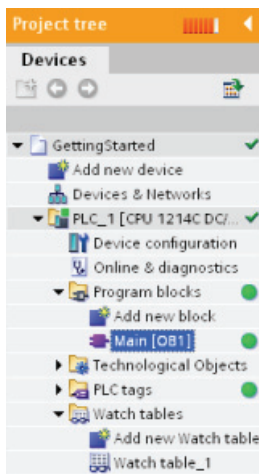 Project tree
Devices
GettingStarted
Add new device
Devices & Networks
PLC_1 [CPU 1214C DC/...
Device configuration
Online & diagnostics
Program blocks
Add new block
Main [OB1]
Technological Objects
PLC tags
Watch tables
Add new Watch table
Watch table_1